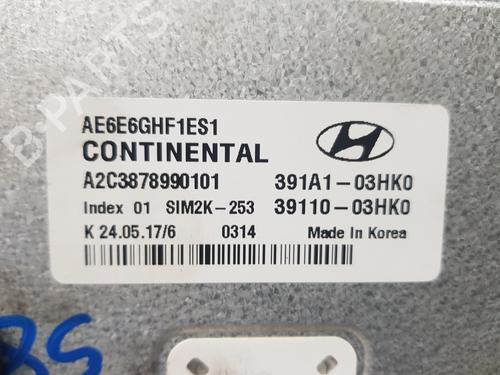 B-PARTS
AE6E6GHF1ES1
CONTINENTAL
A2C3878990101 391A1-03HK0
Index 01 SIM2K-253 39110-03HK0
K 24.05.17/6 0314 Made In Korea